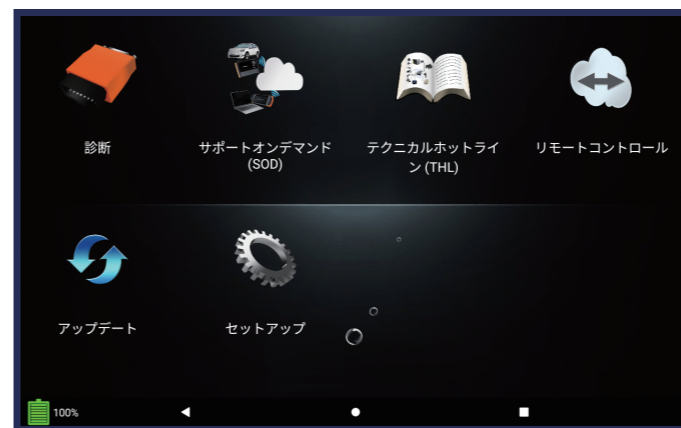 診断
サポートオンデマンド
(SOD)
テクニカルホットライ
ン (THL)
リモートコントロール
アップデート
セットアップ
100%